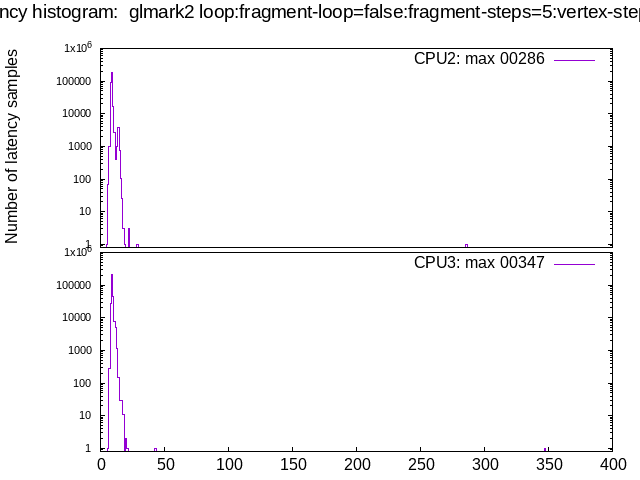 ncy histogram: glmark2 loop:fragment-loop=false:fragment-steps=5:vertex-step
Number of latency samples
CPU2: max 00286
1x10^6
100000
10000
1000
100
10
1
CPU3: max 00347
1x10^6
100000
10000
1000
100
10
1
0 50 100 150 200 250 300 350 400